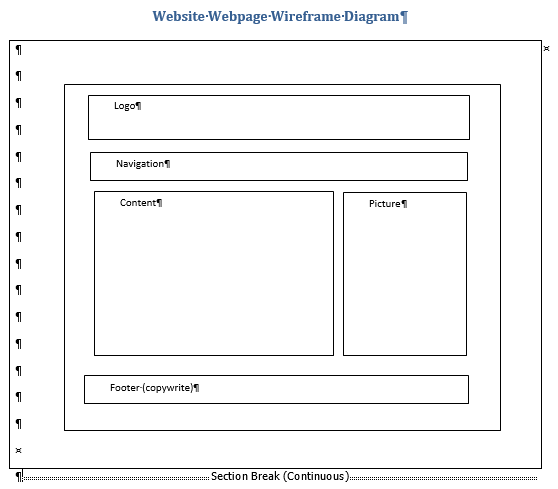 Website·Webpage·Wireframe·Diagram¶
Logo¶
Navigation¶
Content¶
Picture¶
Footer·(copywrite)¶
Section Break (Continuous)